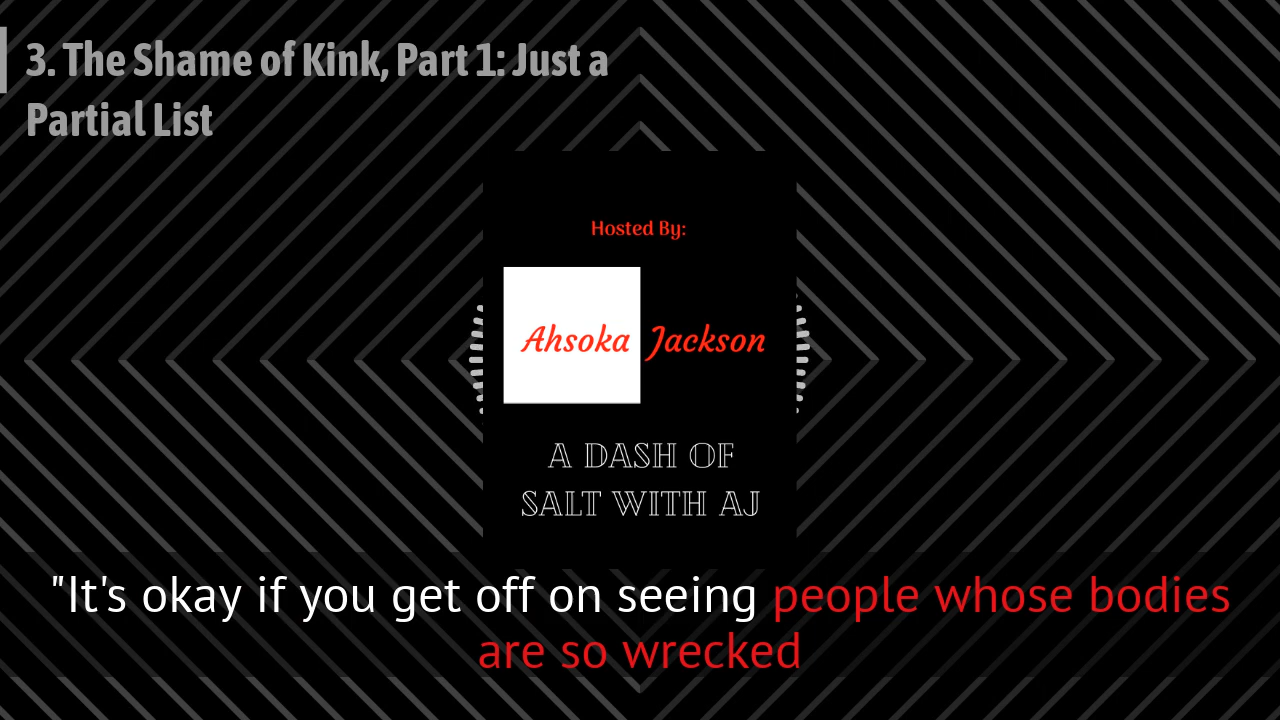 3. The Shame of Kink, Part 1: Just a
Partial List
Hosted By:
Ahsoka Jackson
A DASH OF
SALT WITH AJ
"It's okay if you get off on seeing people whose bodies
are so wrecked